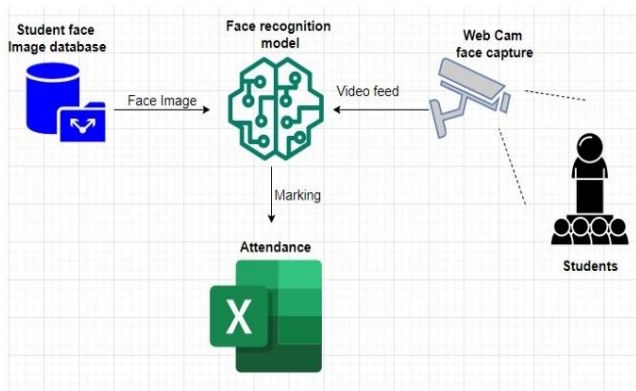 Student face
Image database
Face recognition
model
Web Cam
face capture
Face Image
Video feed
Marking
Attendance
X
Students